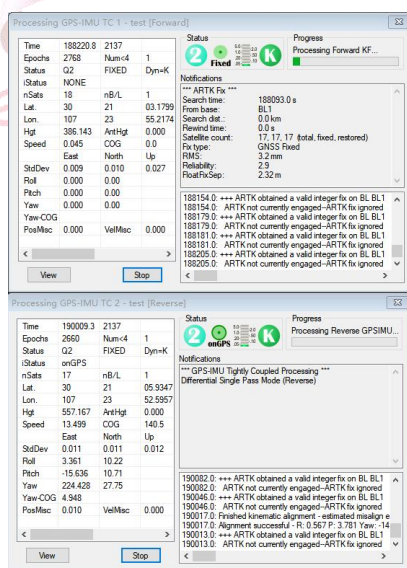 Processing GPS-IMU TC 1 - test [Forward]
Time 188220.8 2137
Epochs 2768 Num<4 1
Status Q2 FIXED Dyn=K
iStatus NONE
nSats 18 nB/L 1
Lat. 30 21 03.1799
Lon. 107 23 55.2174
Hgt 386.143 AntHgt 0.000
Speed 0.045 COG 0.0
East North Up
StdDev 0.009 0.010 0.027
Roll 0.000 0.00
Pitch 0.000 0.00
Yaw 0.000 0.00
Yaw-COG
PosMisc 0.000 VelMisc 0.000
View Stop
Status
2 Fixed K
Progress
Processing Forward KF...
Notifications
*** ARTK Fix ***
Search time: 188093.0 s
From base: BL1
Search dist.: 0.0 km
Rewind time: 0.0 s
Satellite count: 17, 17, 17 (total, fixed, restored)
Fix type: GNSS Fixed
RMS: 3.2 mm
Reliability: 2.9
FloatFixSep: 2.32 m
188154.0: +++ ARTK obtained a valid integer fix on BL BL1
188154.0: ARTK not currently engaged--ARTK fix ignored
188179.0: +++ ARTK obtained a valid integer fix on BL BL1
188179.0: ARTK not currently engaged--ARTK fix ignored
188181.0: +++ ARTK obtained a valid integer fix on BL BL1
188181.0: ARTK not currently engaged--ARTK fix ignored
188205.0: +++ ARTK obtained a valid integer fix on BL BL1
188205.0: ARTK not currently engaged--ARTK fix ignored
Processing GPS-IMU TC 2 - test [Reverse]
Time 190009.3 2137
Epochs 2660 Num<4 1
Status Q2 FIXED Dyn=K
iStatus onGPS
nSats 17 nB/L 1
Lat. 30 21 05.9347
Lon. 107 23 52.5957
Hgt 557.167 AntHgt 0.000
Speed 13.499 COG 140.5
East North Up
StdDev 0.011 0.011 0.012
Roll 3.361 10.22
Pitch -15.636 10.71
Yaw 224.428 27.75
Yaw-COG 4.948
PosMisc 0.010 VelMisc 0.000
View Stop
Status
2 onGPS K
Progress
Processing Reverse GPSIMU...
Notifications
*** GPS-IMU Tightly Coupled Processing ***
Differential Single Pass Mode (Reverse)
190082.0: +++ ARTK obtained a valid integer fix on BL BL1
190082.0: ARTK not currently engaged--ARTK fix ignored
190046.0: +++ ARTK obtained a valid integer fix on BL BL1
190046.0: ARTK not currently engaged--ARTK fix ignored
190017.0: Finished kinematic alignment - estimated misalign e
190017.0: Alignment successful - R: 0.567 P: 3.781 Yaw: -14
190013.0: +++ ARTK obtained a valid integer fix on BL BL1
190013.0: ARTK not currently engaged--ARTK fix ignored